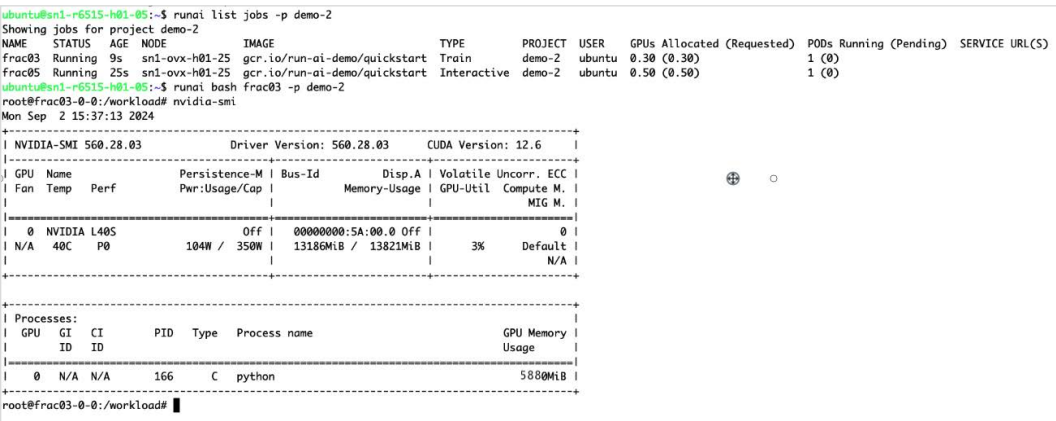 ubuntu@sn1-r6515-h01-05:~$ runai list jobs -p demo-2
Showing jobs for project demo-2
NAME    STATUS   AGE  NODE            IMAGE                          TYPE         PROJECT  USER    GPUs Allocated (Requested)  PODs Running (Pending)  SERVICE URL(S)
frac03  Running  9s   sn1-ovx-h01-25  gcr.io/run-ai-demo/quickstart  Train        demo-2   ubuntu  0.30 (0.30)                 1 (0)
frac05  Running  25s  sn1-ovx-h01-25  gcr.io/run-ai-demo/quickstart  Interactive  demo-2   ubuntu  0.50 (0.50)                 1 (0)
ubuntu@sn1-r6515-h01-05:~$ runai bash frac03 -p demo-2
root@frac03-0-0:/workload# nvidia-smi
Mon Sep  2 15:37:13 2024
+-----------------------------------------------------------------------------+
| NVIDIA-SMI 560.28.03              Driver Version: 560.28.03     CUDA Version: 12.6     |
|-------------------------------+----------------------+----------------------+
| GPU  Name        Persistence-M | Bus-Id        Disp.A | Volatile Uncorr. ECC |
| Fan  Temp  Perf  Pwr:Usage/Cap |         Memory-Usage | GPU-Util  Compute M. |
|                               |                      |               MIG M. |
|===============================+======================+======================|
|   0  NVIDIA L40S         Off | 00000000:5A:00.0 Off |                    0 |
| N/A   40C    P0    104W / 350W | 13186MiB / 13821MiB |      3%      Default |
|                               |                      |                  N/A |
+-------------------------------+----------------------+----------------------+
+-----------------------------------------------------------------------------+
| Processes:                                                                  |
|  GPU   GI   CI        PID   Type   Process name                  GPU Memory |
|        ID   ID                                                   Usage      |
|=============================================================================|
|    0   N/A  N/A       166      C   python                          5880MiB |
+-----------------------------------------------------------------------------+
root@frac03-0-0:/workload#